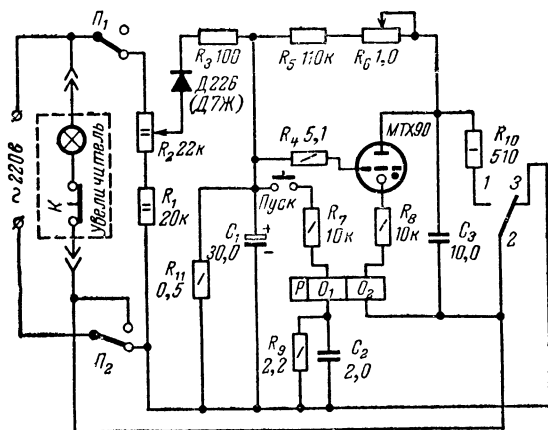 П₁
R₃ 100
Д226
(Д7Ж)
R₅ 110к
R₆ 1,0
МТХ90
R₄ 5,1
R₁₀
510
1
3
2
~220в
К
Увеличитель
R₂ 22к
R₁
20к
Пуск
C₁
30,0
+
−
R₇
10к
R₈
10к
C₃
10,0
R₁₁
0,5
P
O₁
O₂
R₉
2,2
C₂
2,0
П₂